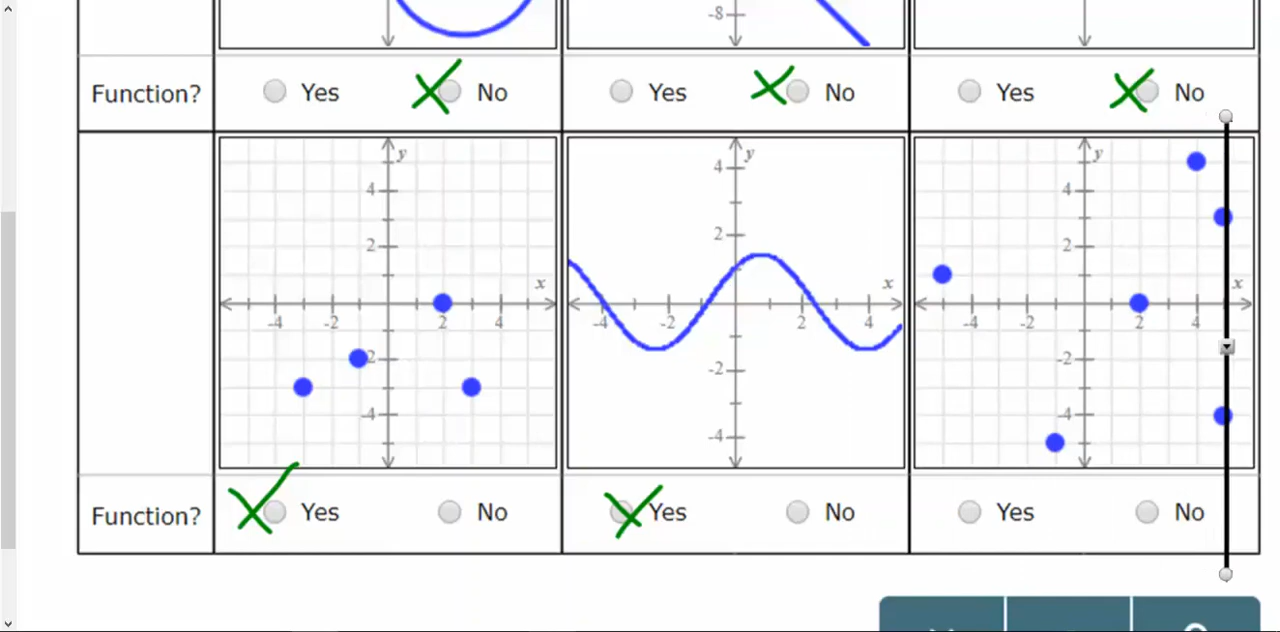 -8
Function? Yes No Yes No Yes No
y y y
4 4 4
2 2 2
x x x
-4 -2 2 4 -4 -2 2 4 -4 -2 2 4
2 -2 -2
-4 -4 -4
Function? Yes No Yes No Yes No